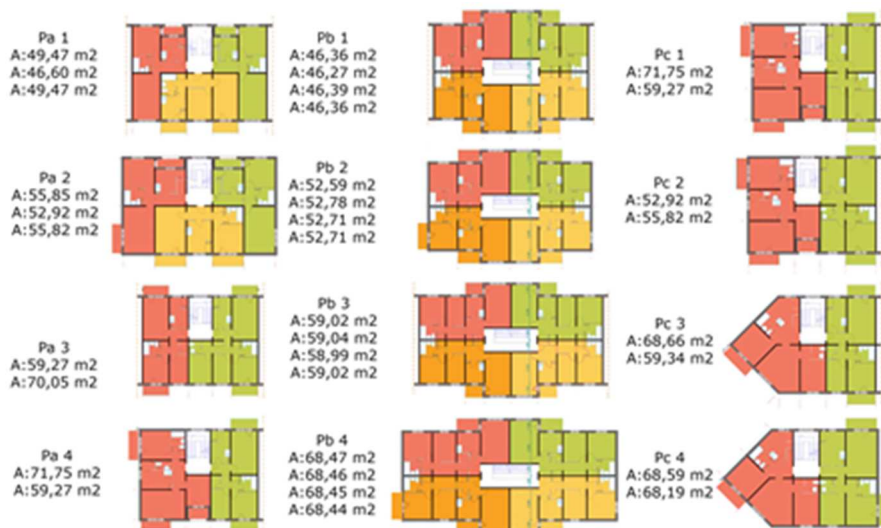 Pa 1
A:49,47 m2
A:46,60 m2
A:49,47 m2
Pb 1
A:46,36 m2
A:46,27 m2
A:46,39 m2
A:46,36 m2
Pc 1
A:71,75 m2
A:59,27 m2
Pa 2
A:55,85 m2
A:52,92 m2
A:55,82 m2
Pb 2
A:52,59 m2
A:52,78 m2
A:52,71 m2
A:52,71 m2
Pc 2
A:52,92 m2
A:55,82 m2
Pa 3
A:59,27 m2
A:70,05 m2
Pb 3
A:59,02 m2
A:59,04 m2
A:58,99 m2
A:59,02 m2
Pc 3
A:68,66 m2
A:59,34 m2
Pa 4
A:71,75 m2
A:59,27 m2
Pb 4
A:68,47 m2
A:68,46 m2
A:68,45 m2
A:68,44 m2
Pc 4
A:68,59 m2
A:68,19 m2